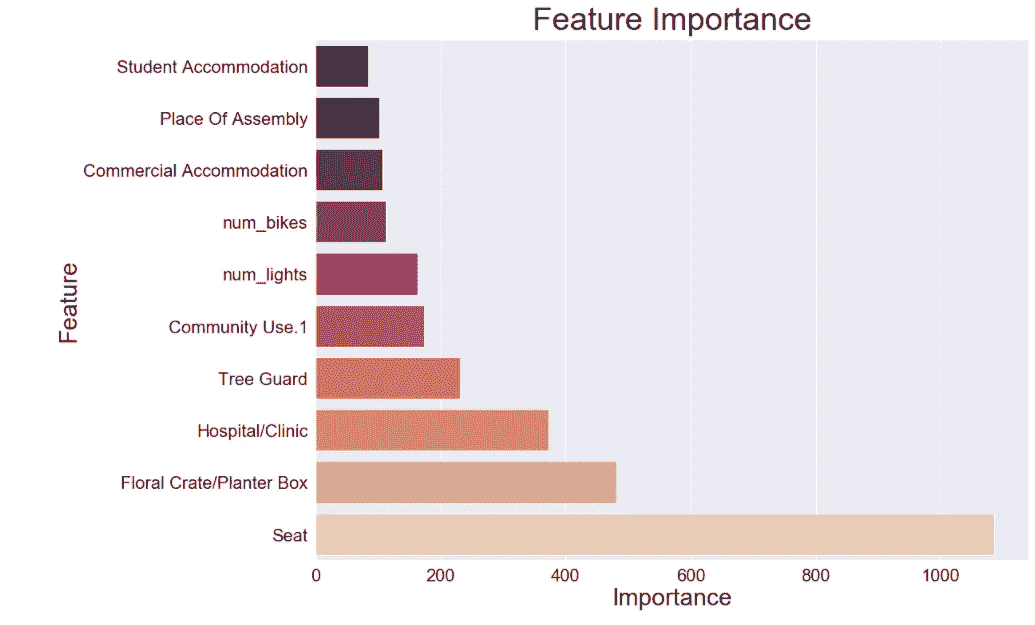 Feature Importance
Student Accommodation
Place Of Assembly
Commercial Accommodation
num_bikes
num_lights
Community Use.1
Tree Guard
Hospital/Clinic
Floral Crate/Planter Box
Seat
Feature
0 200 400 600 800 1000
Importance